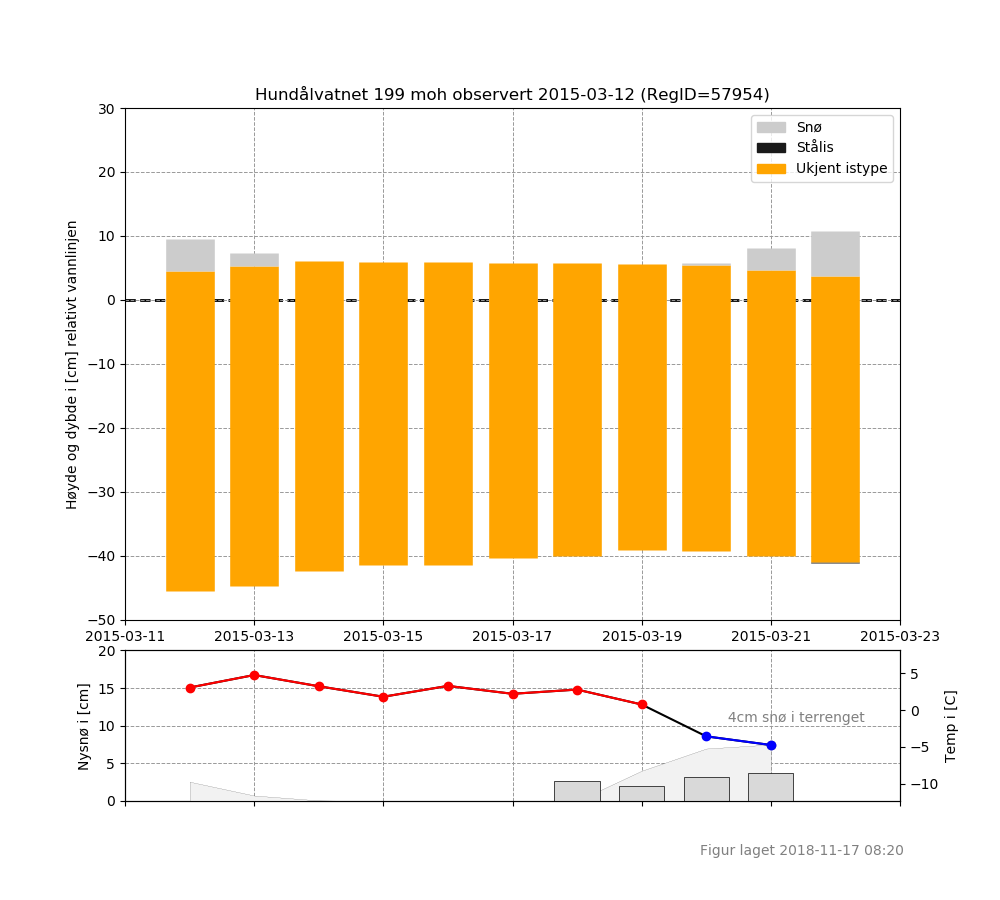 Hundålvatnet 199 moh observert 2015-03-12 (RegID=57954)
Høyde og dybde i [cm] relativt vannlinjen
30
20
10
0
−10
−20
−30
−40
−50
Snø
Stålis
Ukjent istype
2015-03-11 2015-03-13 2015-03-15 2015-03-17 2015-03-19 2015-03-21 2015-03-23
Nysnø i [cm]
20
15
10
5
0
4cm snø i terrenget
5
0
−5
−10
Temp i [C]
Figur laget 2018-11-17 08:20